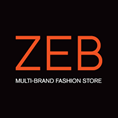 ZEB
MULTI-BRAND FASHION STORE